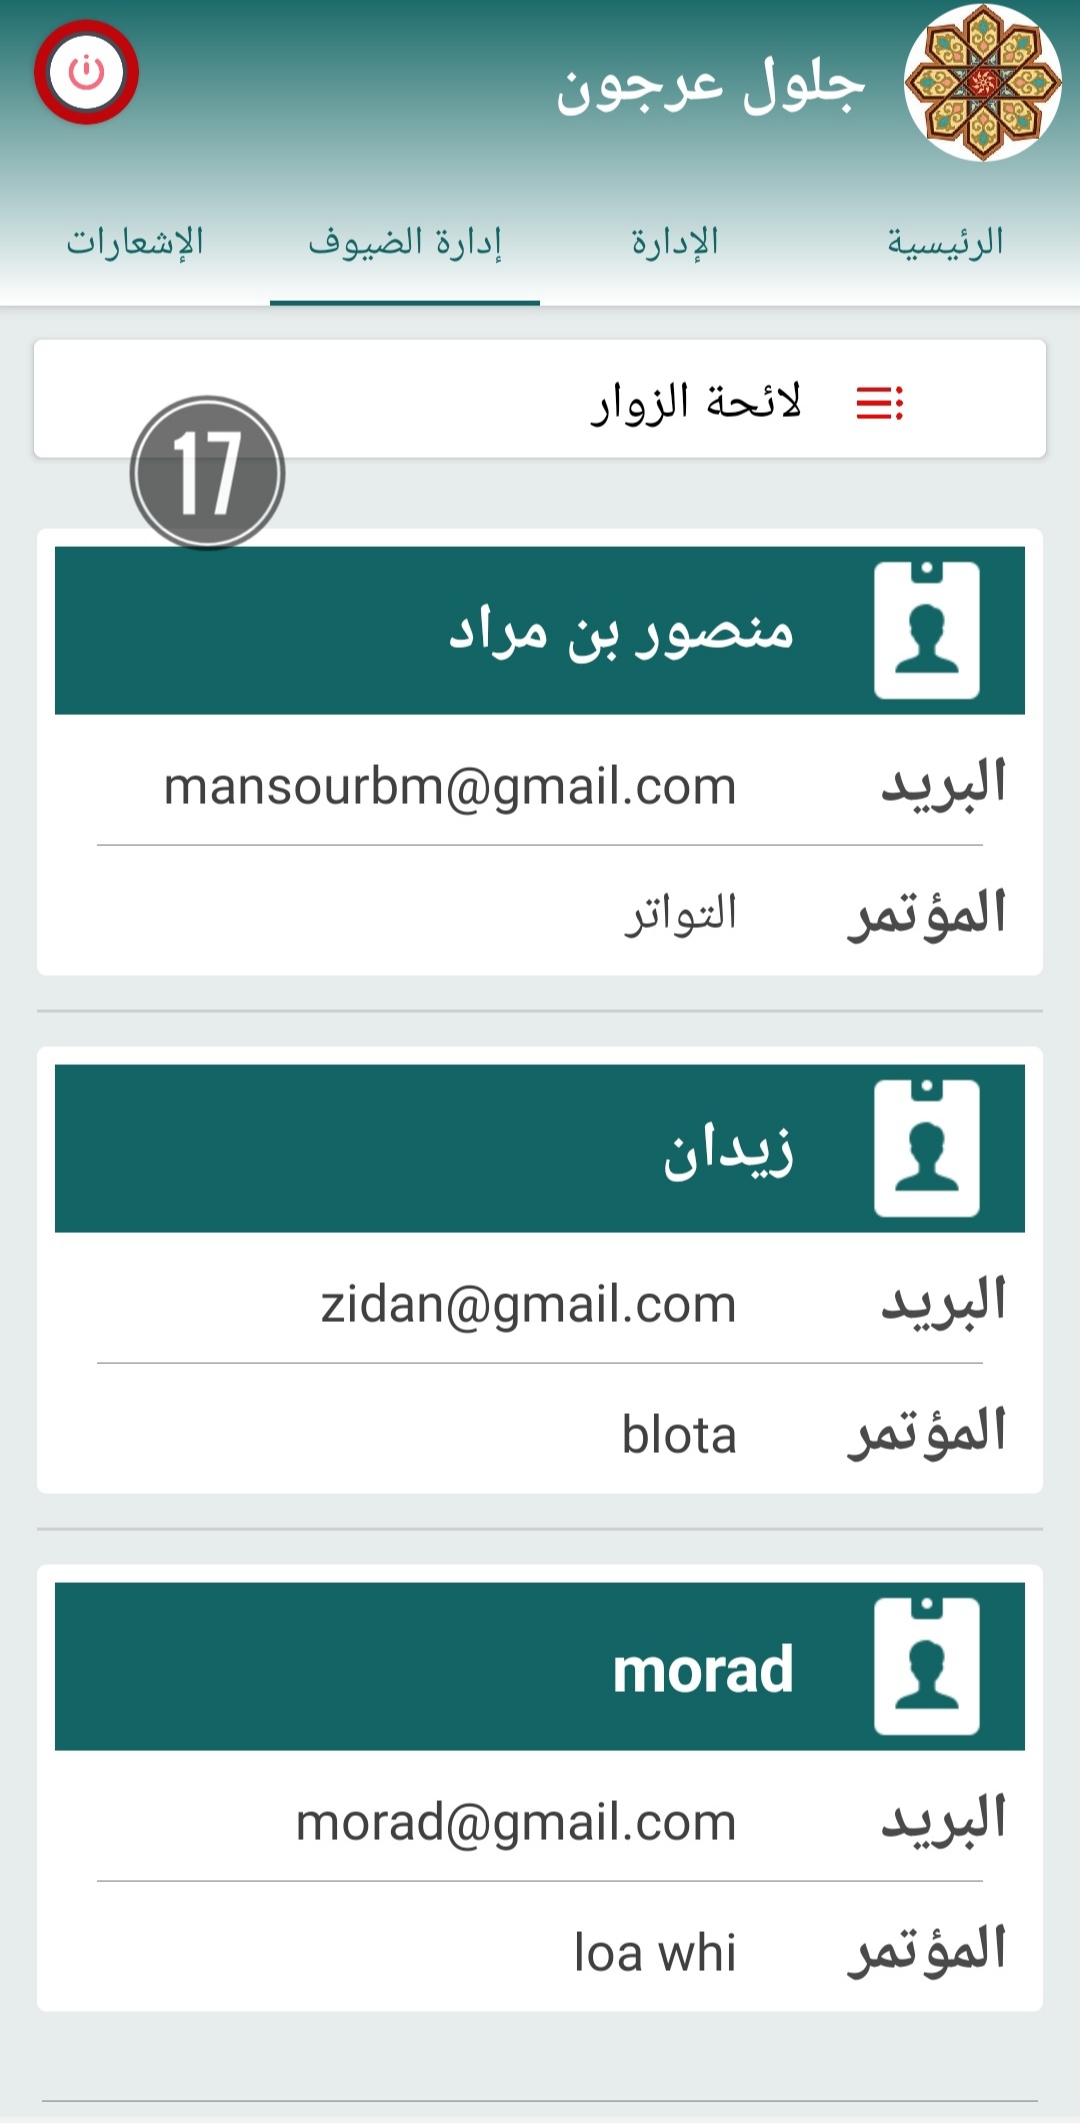 جلول عرجون
الرئيسية
الإدارة
إدارة الضيوف
الإشعارات
لائحة الزوار
17
منصور بن مراد
البريد mansourbm@gmail.com
المؤتمر التواتر
زيدان
البريد zidan@gmail.com
المؤتمر blota
morad
البريد morad@gmail.com
المؤتمر loa whi